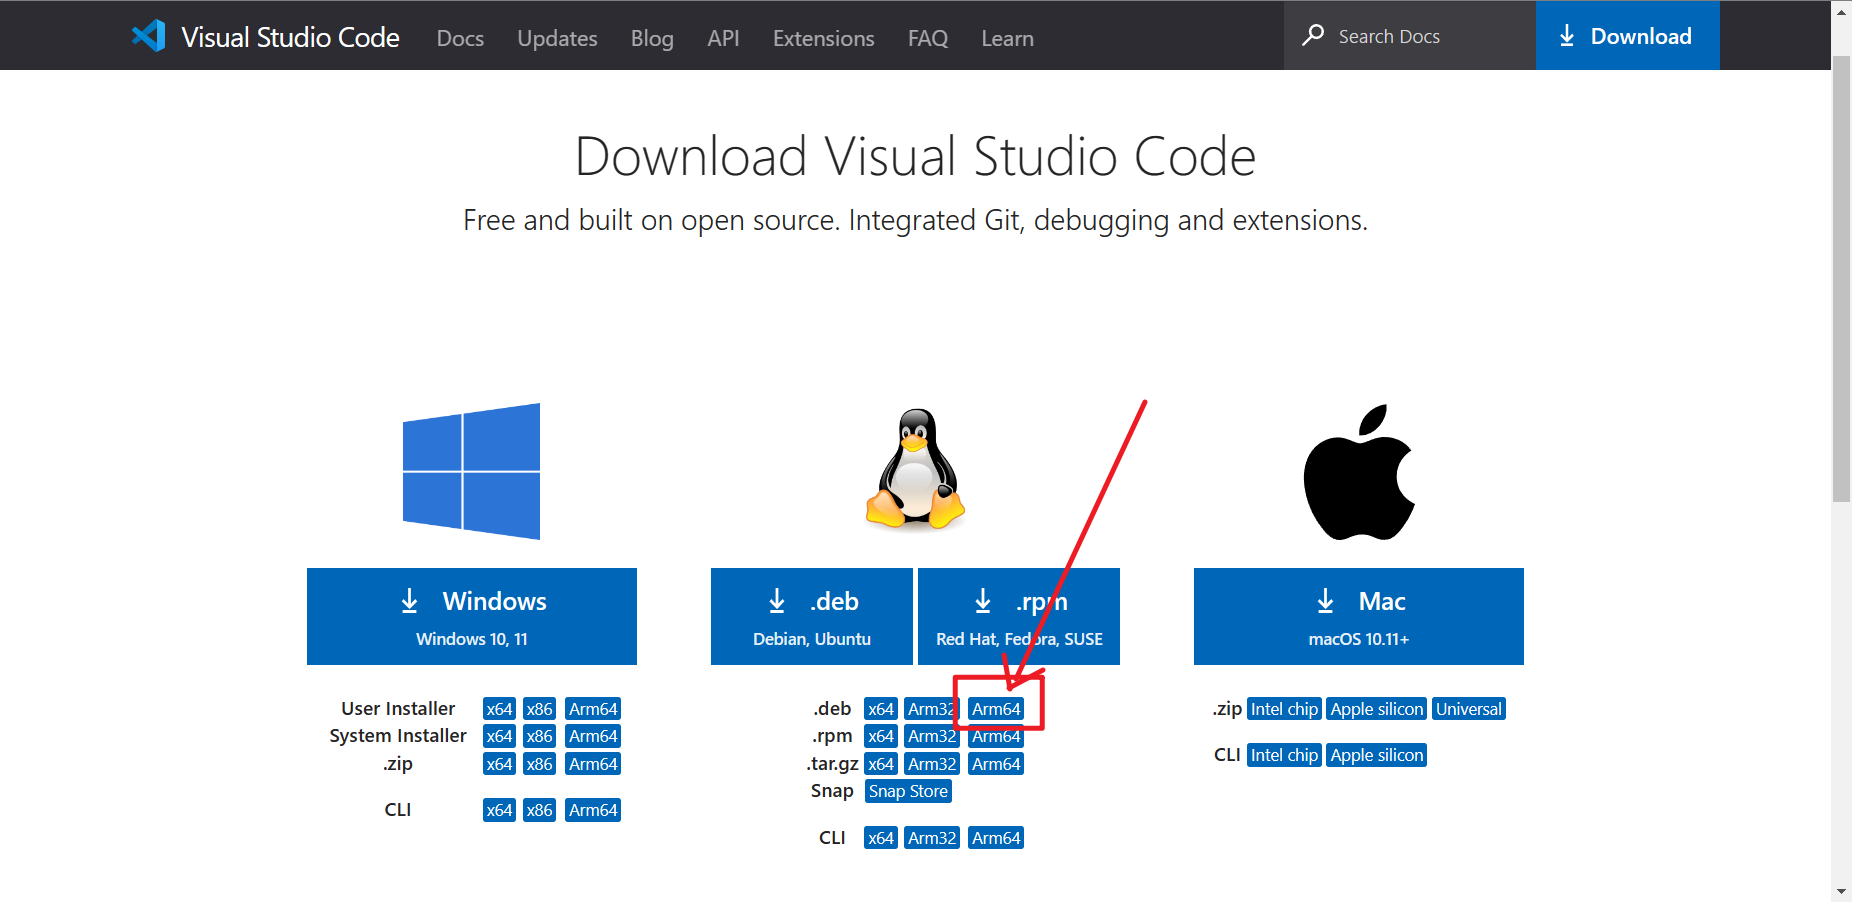 Visual Studio Code Docs Updates Blog API Extensions FAQ Learn Search Docs Download
Download Visual Studio Code
Free and built on open source. Integrated Git, debugging and extensions.
Windows
Windows 10, 11
User Installer x64 x86 Arm64
System Installer x64 x86 Arm64
.zip x64 x86 Arm64
CLI x64 x86 Arm64
.deb
Debian, Ubuntu
.rpm
Red Hat, Fedora, SUSE
.deb x64 Arm32 Arm64
.rpm x64 Arm32 Arm64
.tar.gz x64 Arm32 Arm64
Snap Snap Store
CLI x64 Arm32 Arm64
Mac
macOS 10.11+
.zip Intel chip Apple silicon Universal
CLI Intel chip Apple silicon